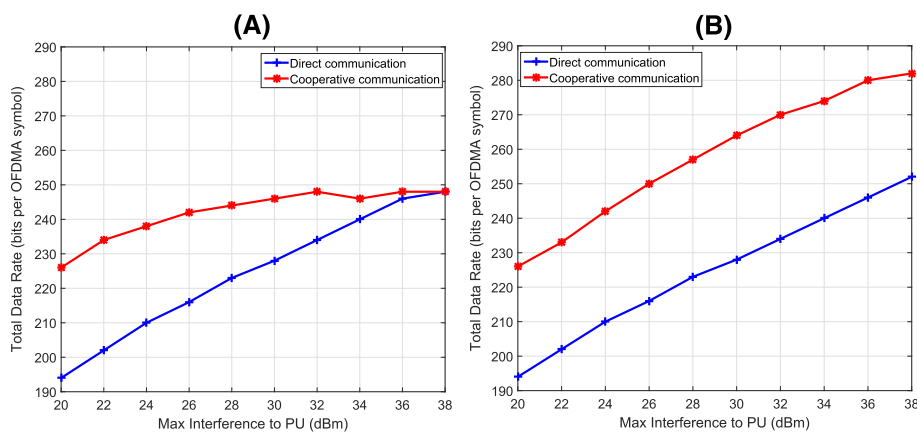 (A)
290
280
270
260
250
240
230
220
210
200
190
20 22 24 26 28 30 32 34 36 38
Total Data Rate (bits per OFDMA symbol)
Max Interference to PU (dBm)
Direct communication
Cooperative communication
(B)
290
280
270
260
250
240
230
220
210
200
190
20 22 24 26 28 30 32 34 36 38
Total Data Rate (bits per OFDMA symbol)
Max Interference to PU (dBm)
Direct communication
Cooperative communication